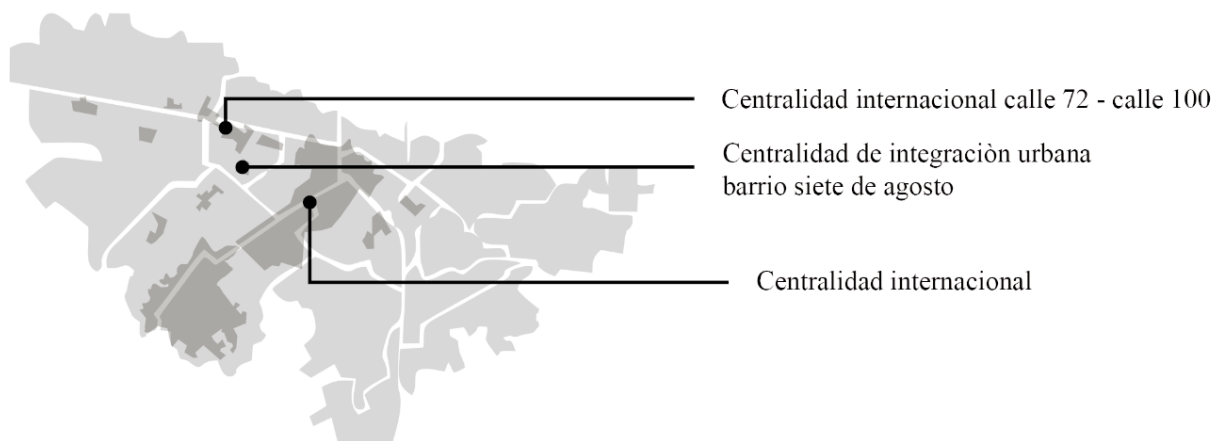 Centralidad internacional calle 72 - calle 100
Centralidad de integraciòn urbana
barrio siete de agosto
Centralidad internacional